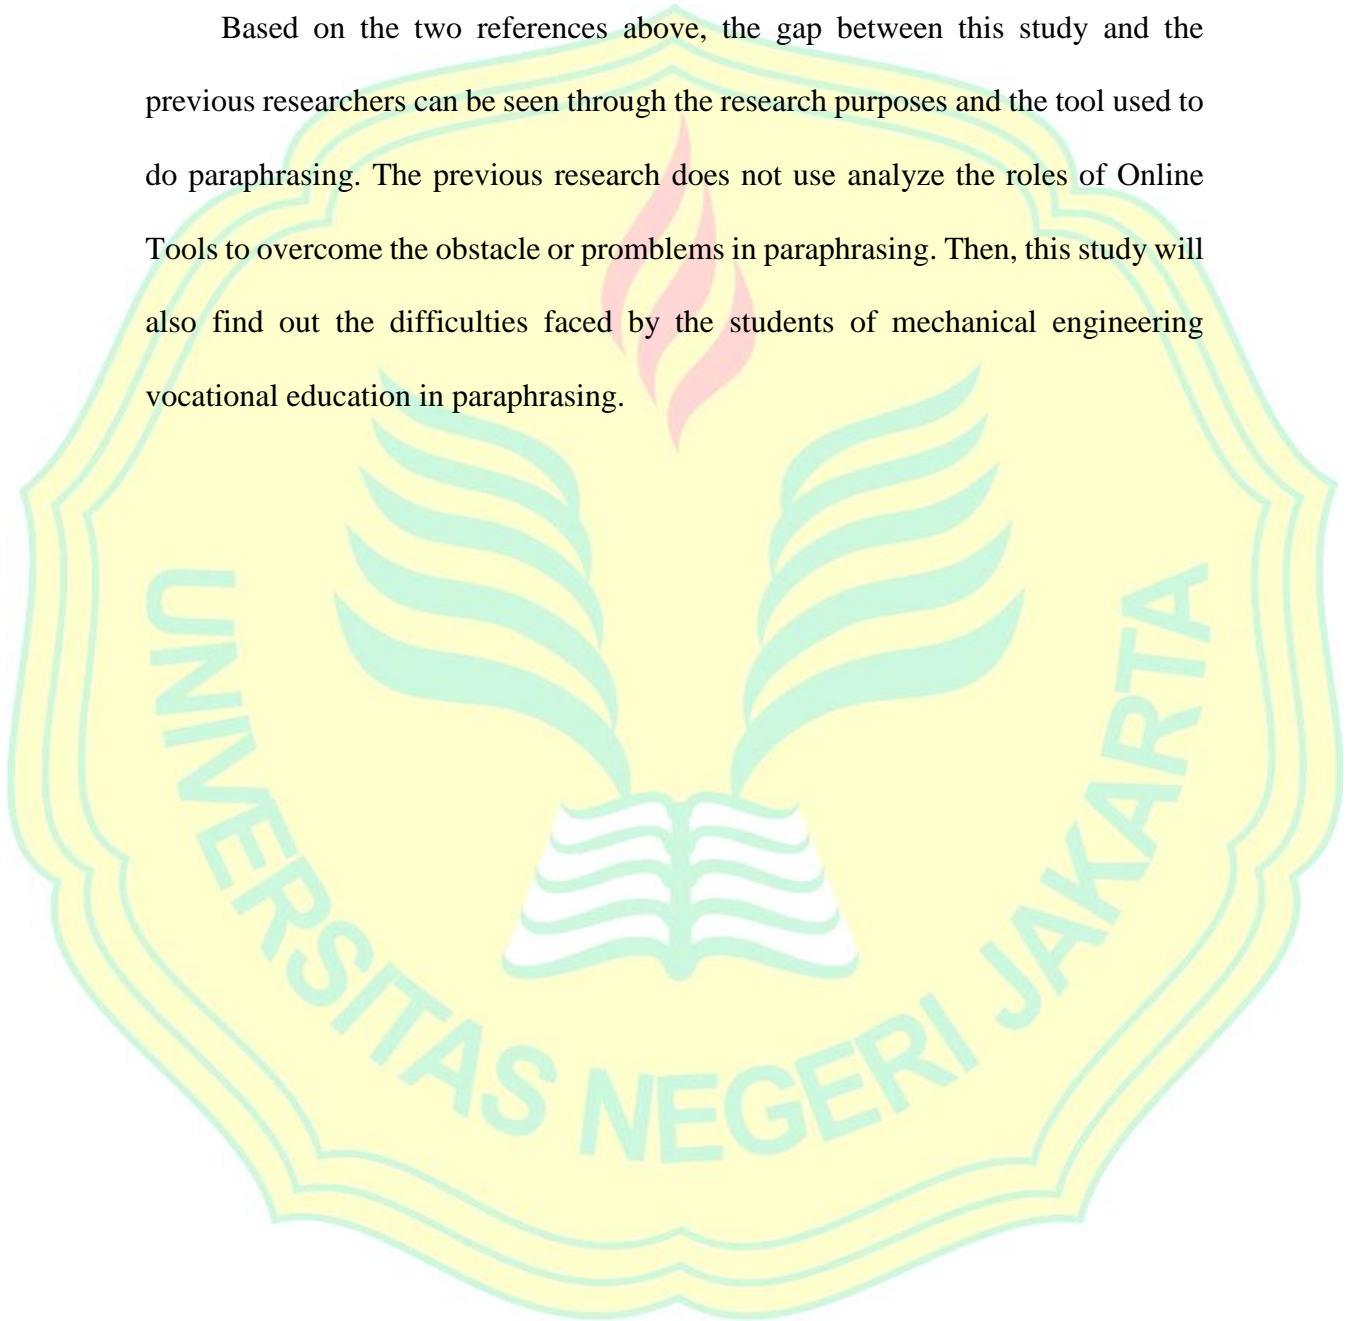 Based on the two references above, the gap between this study and the
previous researchers can be seen through the research purposes and the tool used to
do paraphrasing. The previous research does not use analyze the roles of Online
Tools to overcome the obstacle or promblems in paraphrasing. Then, this study will
also find out the difficulties faced by the students of mechanical engineering
vocational education in paraphrasing.
UNIVERSITAS NEGERI JAKARTA